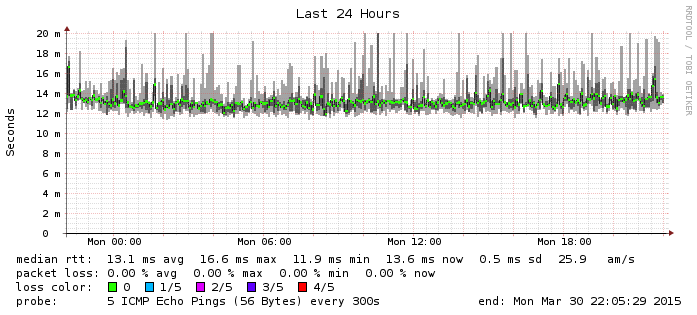 Last 24 Hours
RRDTOOL / TOBI OETIKER
Seconds
20 m
18 m
16 m
14 m
12 m
10 m
8 m
6 m
4 m
2 m
0
Mon 00:00 Mon 06:00 Mon 12:00 Mon 18:00
median rtt: 13.1 ms avg 16.6 ms max 11.9 ms min 13.6 ms now 0.5 ms sd 25.9 am/s
packet loss: 0.00 % avg 0.00 % max 0.00 % min 0.00 % now
loss color: 0 1/5 2/5 3/5 4/5
probe: 5 ICMP Echo Pings (56 Bytes) every 300s end: Mon Mar 30 22:05:29 2015